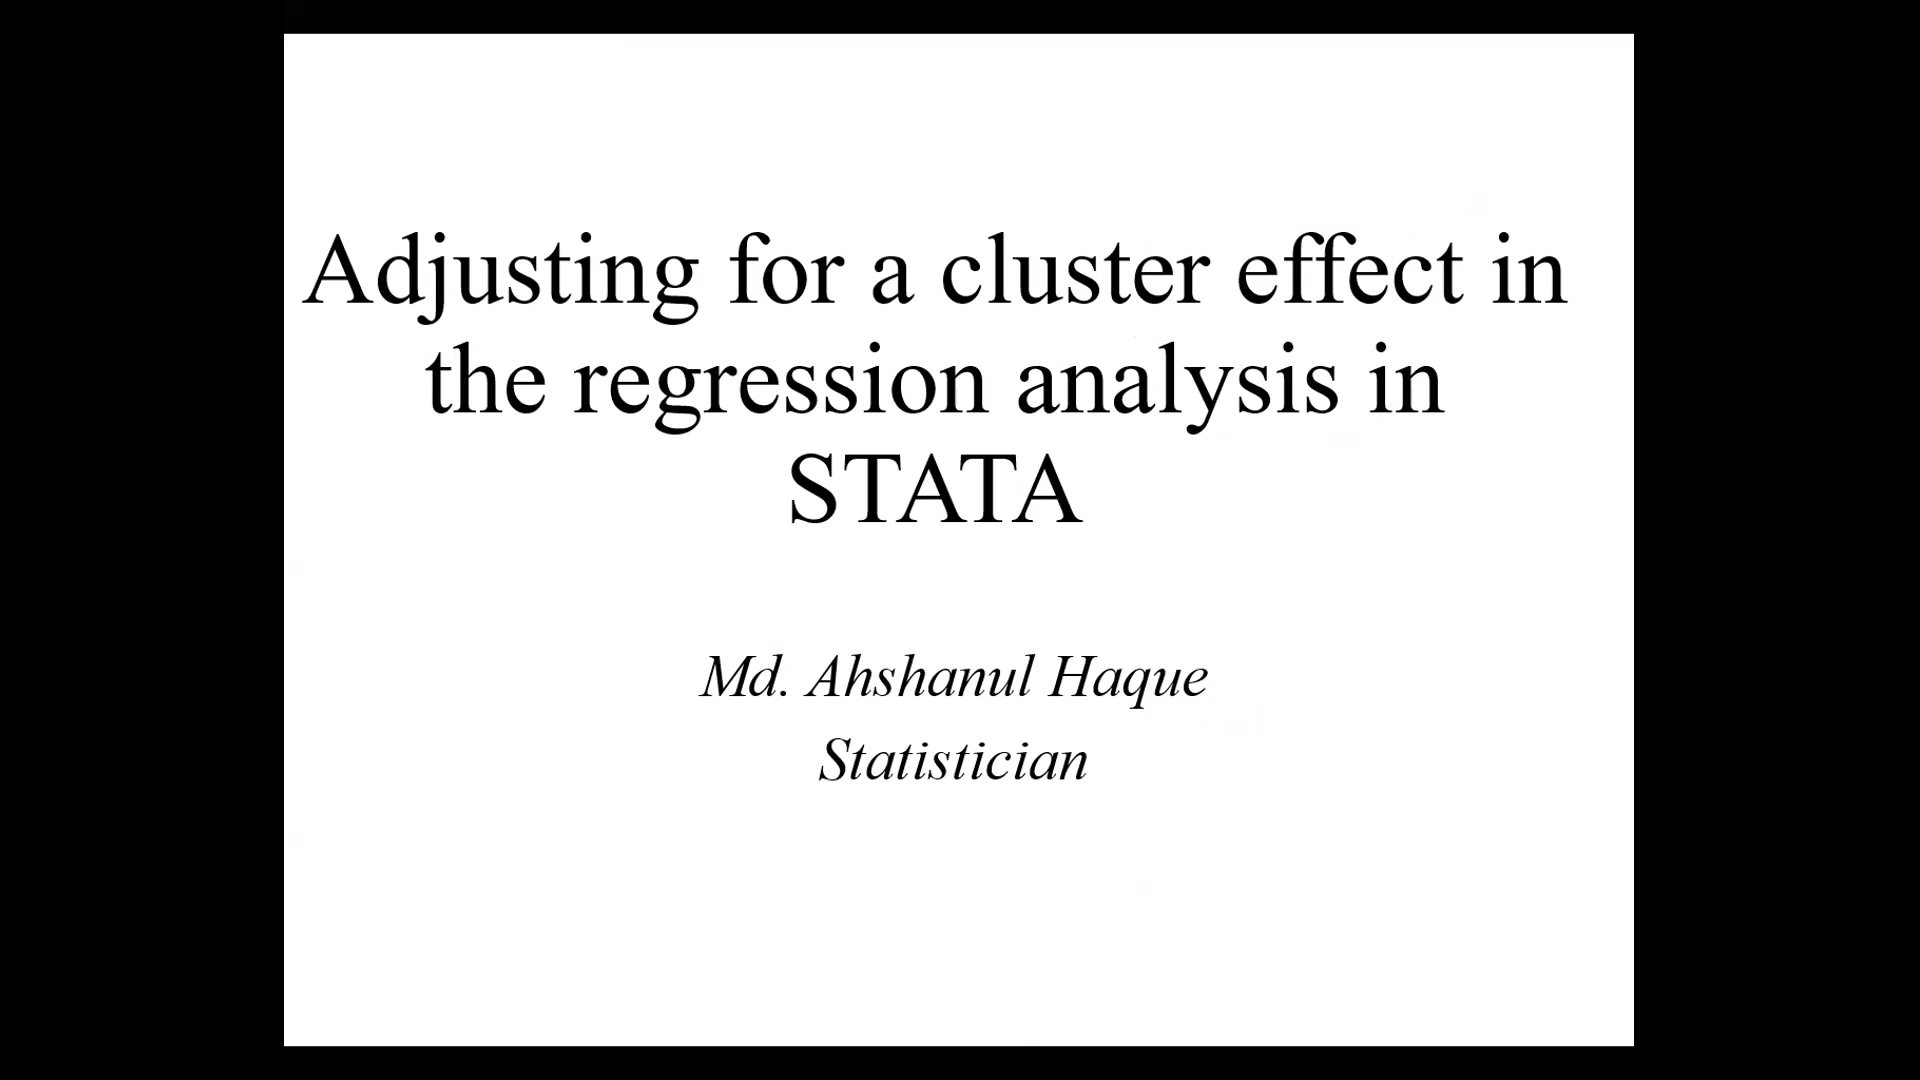 Adjusting for a cluster effect in
the regression analysis in
STATA
Md. Ahshanul Haque
Statistician